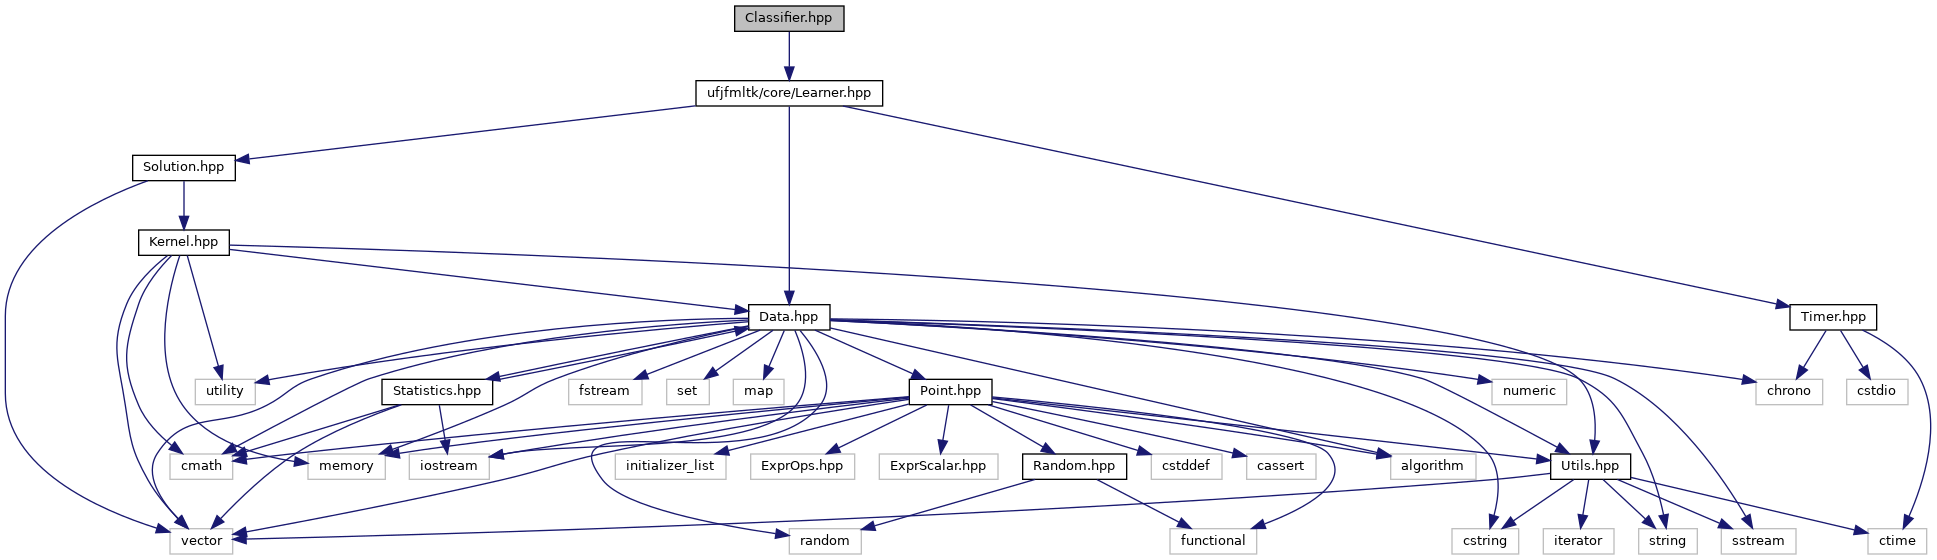 Classifier.hpp
ufjfmltk/core/Learner.hpp
Solution.hpp
Kernel.hpp
Data.hpp
Timer.hpp
utility
Statistics.hpp
fstream
set
map
Point.hpp
numeric
chrono
cstdio
cmath
memory
iostream
initializer_list
ExprOps.hpp
ExprScalar.hpp
Random.hpp
cstddef
cassert
algorithm
Utils.hpp
vector
random
functional
cstring
iterator
string
sstream
ctime